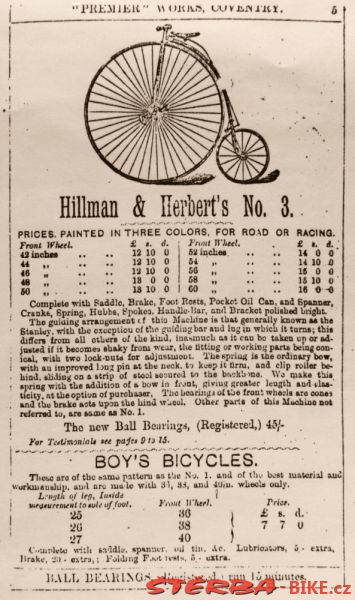 "PREMIER" WORKS, COVENTRY. 5
Hillman & Herbert's No. 3.
PRICES. PAINTED IN THREE COLORS, FOR ROAD OR RACING.
Front Wheel. £ s. d. Front Wheel. £ s. d.
42 inches .. .. 12 10 0 52 inches .. .. 14 0 0
44 „ .. .. 12 10 0 54 „ .. .. 14 10 0
46 „ .. .. 12 10 0 56 „ .. .. 15 0 0
48 „ .. .. 13 0 0 58 „ .. .. 15 10 0
50 „ .. .. 13 10 0 60 „ .. .. 16 0 0
Complete with Saddle, Brake, Foot Rests, Pocket Oil Can, and Spanner,
Cranks, Spring, Hubbs, Spokes, Handle-Bar, and Bracket polished bright.
The guiding arrangement of this Machine is that generally known as the
Stanley, with the exception of the guiding bar and lug in which it turns; this
differs from all others of the kind, inasmuch as it can be taken up or ad-
justed if it becomes shaky from wear, the fitting or working parts being con-
ical, with two lock-nuts for adjustment. The spring is the ordinary bow,
with an improved long pin at the neck, to keep it firm, and clip roller be-
hind, sliding on a strip of steel secured to the backbone. We make this
spring with the addition of a bow in front, giving greater length and elas-
ticity, at the option of purchaser. The bearings of the front wheels are cones
and the brake acts upon the hind wheel. Other parts of this Machine not
referred to, are same as No. 1.
The new Ball Bearings, (Registered,) 45/-
For Testimonials see pages 9 to 15.
BOY'S BICYCLES.
These are of the same pattern as the No. 1. and of the best material and
workmanship, and are made with 36, 38, and 40in. wheels only.
Length of leg, Inside
measurement to sole of foot. Front Wheel. Price.
25 36 £ s. d.
26 38 7 7 0
27 40
Complete with saddle, spanner, oil tin, &c. Lubricators, 5/- extra,
Brake, extra,; Folding Foot Rests, 5/- extra.
BALL BEARINGS, Registered, run 15 minutes.
STERBA-BIKE.cz